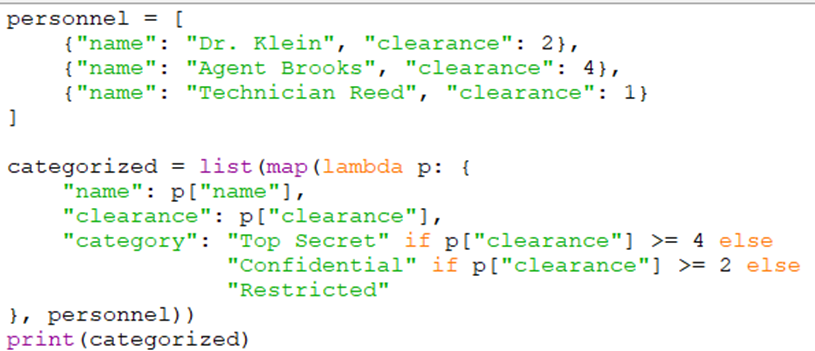 personnel = [
    {"name": "Dr. Klein", "clearance": 2},
    {"name": "Agent Brooks", "clearance": 4},
    {"name": "Technician Reed", "clearance": 1}
]

categorized = list(map(lambda p: {
    "name": p["name"],
    "clearance": p["clearance"],
    "category": "Top Secret" if p["clearance"] >= 4 else
                "Confidential" if p["clearance"] >= 2 else
                "Restricted"
}, personnel))
print(categorized)